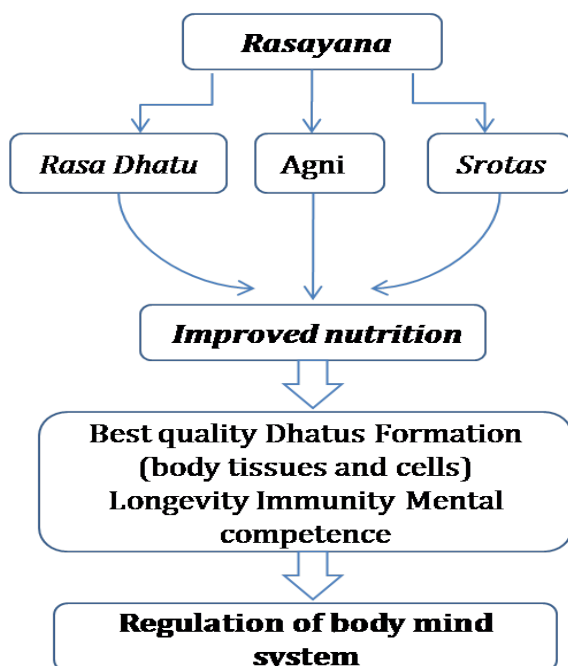 Rasayana
Rasa Dhatu
Agni
Srotas
Improved nutrition
Best quality Dhatus Formation
(body tissues and cells)
Longevity Immunity Mental
competence
Regulation of body mind
system